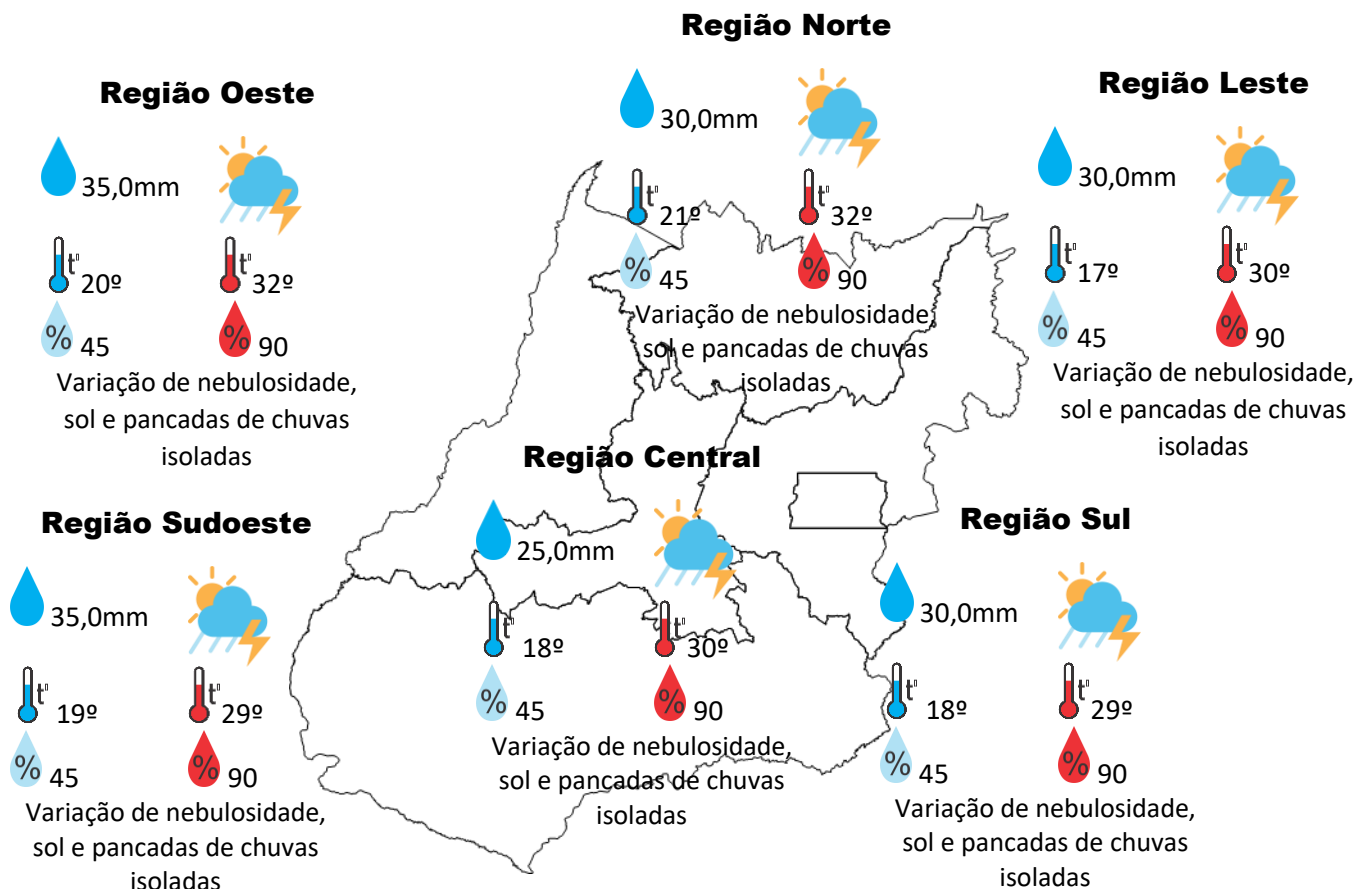 Região Norte
30,0mm
t°
21º
t°
32º
%
45
%
90
Variação de nebulosidade,
sol e pancadas de chuvas
isoladas
Região Oeste
35,0mm
t°
20º
t°
32º
%
45
%
90
Variação de nebulosidade,
sol e pancadas de chuvas
isoladas
Região Leste
30,0mm
t°
17º
t°
30º
%
45
%
90
Variação de nebulosidade,
sol e pancadas de chuvas
isoladas
Região Central
25,0mm
t°
18º
t°
30º
%
45
%
90
Variação de nebulosidade,
sol e pancadas de chuvas
isoladas
Região Sudoeste
35,0mm
t°
19º
t°
29º
%
45
%
90
Variação de nebulosidade,
sol e pancadas de chuvas
isoladas
Região Sul
30,0mm
t°
18º
t°
29º
%
45
%
90
Variação de nebulosidade,
sol e pancadas de chuvas
isoladas